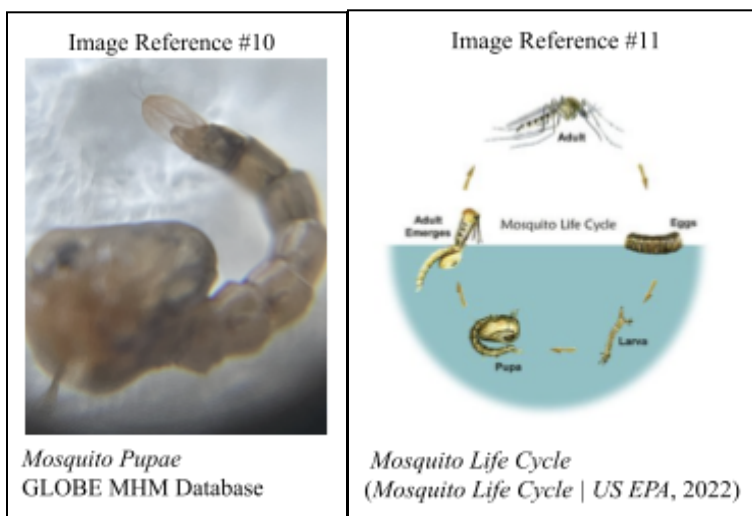 Image Reference #10
Mosquito Pupae
GLOBE MHM Database
Image Reference #11
Adult
Adult
Emerges
Mosquito Life Cycle
Eggs
Larva
Pupa
Mosquito Life Cycle
(Mosquito Life Cycle | US EPA, 2022)